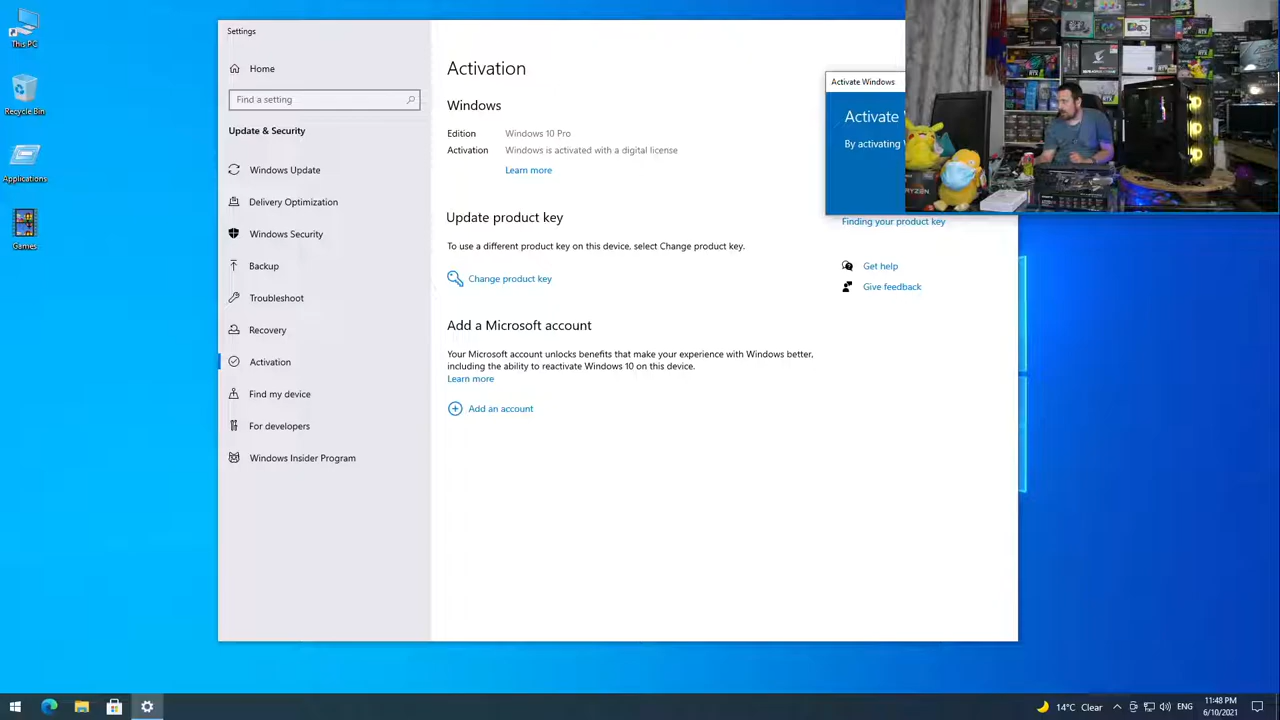 This PC
Recycle Bin
Applications
Games
Settings
Home
Find a setting
Update & Security
Windows Update
Delivery Optimization
Windows Security
Backup
Troubleshoot
Recovery
Activation
Find my device
For developers
Windows Insider Program
Activation
Windows
Edition Windows 10 Pro
Activation Windows is activated with a digital license
Learn more
Update product key
To use a different product key on this device, select Change product key.
Change product key
Add a Microsoft account
Your Microsoft account unlocks benefits that make your experience with Windows better,
including the ability to reactivate Windows 10 on this device.
Learn more
Add an account
Activate Windows
Activate
By activating
Finding your product key
Get help
Give feedback
RYZEN
14°C Clear
ENG
11:48 PM
6/10/2021